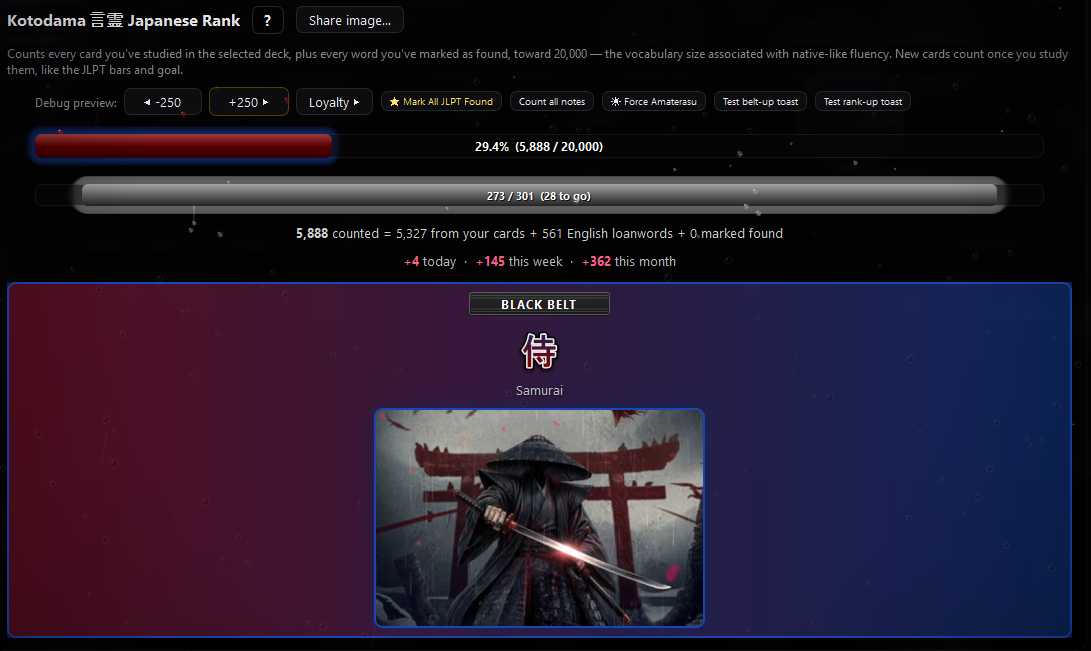 Kotodama 言霊 Japanese Rank ? Share image...
Counts every card you've studied in the selected deck, plus every word you've marked as found, toward 20,000 — the vocabulary size associated with native-like fluency. New cards count once you study
them, like the JLPT bars and goal.
Debug preview: ◂ -250 +250 ▸ Loyalty ▸ ⭐ Mark All JLPT Found Count all notes ☀ Force Amaterasu Test belt-up toast Test rank-up toast
29.4% (5,888 / 20,000)
273 / 301 (28 to go)
5,888 counted = 5,327 from your cards + 561 English loanwords + 0 marked found
+4 today · +145 this week · +362 this month
BLACK BELT
侍
Samurai